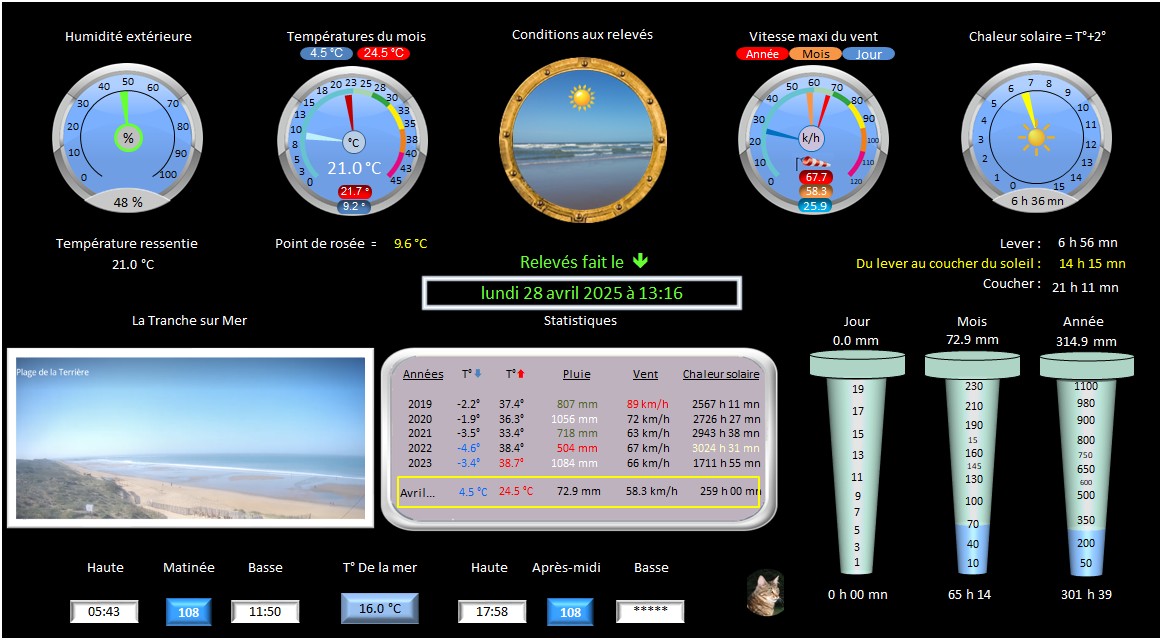 Humidité extérieure
Températures du mois
Conditions aux relevés
Vitesse maxi du vent
Chaleur solaire = T°+2°
4.5 °C 24.5 °C
Année Mois Jour
0 10 20 30 40 50 60 70 80 90 100
%
48 %
0 3 5 8 10 13 15 18 20 23 25 28 30 33 35 38 40 43 45
°C
21.0 °C
21.7 °
9.2 °
0 10 20 30 40 50 60 70 80 90 100 110 120
k/h
67.7
58.3
25.9
0 1 2 3 4 5 6 7 8 9 10 11 12 13 14 15
6 h 36 mn
Température ressentie
21.0 °C
Point de rosée = 9.6 °C
Relevés fait le
lundi 28 avril 2025 à 13:16
Lever : 6 h 56 mn
Du lever au coucher du soleil : 14 h 15 mn
Coucher : 21 h 11 mn
La Tranche sur Mer
Statistiques
Jour
0.0 mm
Mois
72.9 mm
Année
314.9 mm
Plage de la Terrière
Années T° T° Pluie Vent Chaleur solaire
2019 -2.2° 37.4° 807 mm 89 km/h 2567 h 11 mn
2020 -1.9° 36.3° 1056 mm 72 km/h 2726 h 27 mn
2021 -3.5° 33.4° 718 mm 63 km/h 2943 h 38 mn
2022 -4.6° 38.4° 504 mm 67 km/h 3024 h 31 mn
2023 -3.4° 38.7° 1084 mm 66 km/h 1711 h 55 mn
Avril... 4.5 °C 24.5 °C 72.9 mm 58.3 km/h 259 h 00 mn
19
17
15
13
11
9
7
5
3
1
0 h 00 mn
230
210
190
15
160
145
130
100
70
40
10
65 h 14
1100
980
900
800
750
650
600
500
350
200
50
301 h 39
Haute Matinée Basse
05:43 108 11:50
T° De la mer
16.0 °C
Haute Après-midi Basse
17:58 108 *****